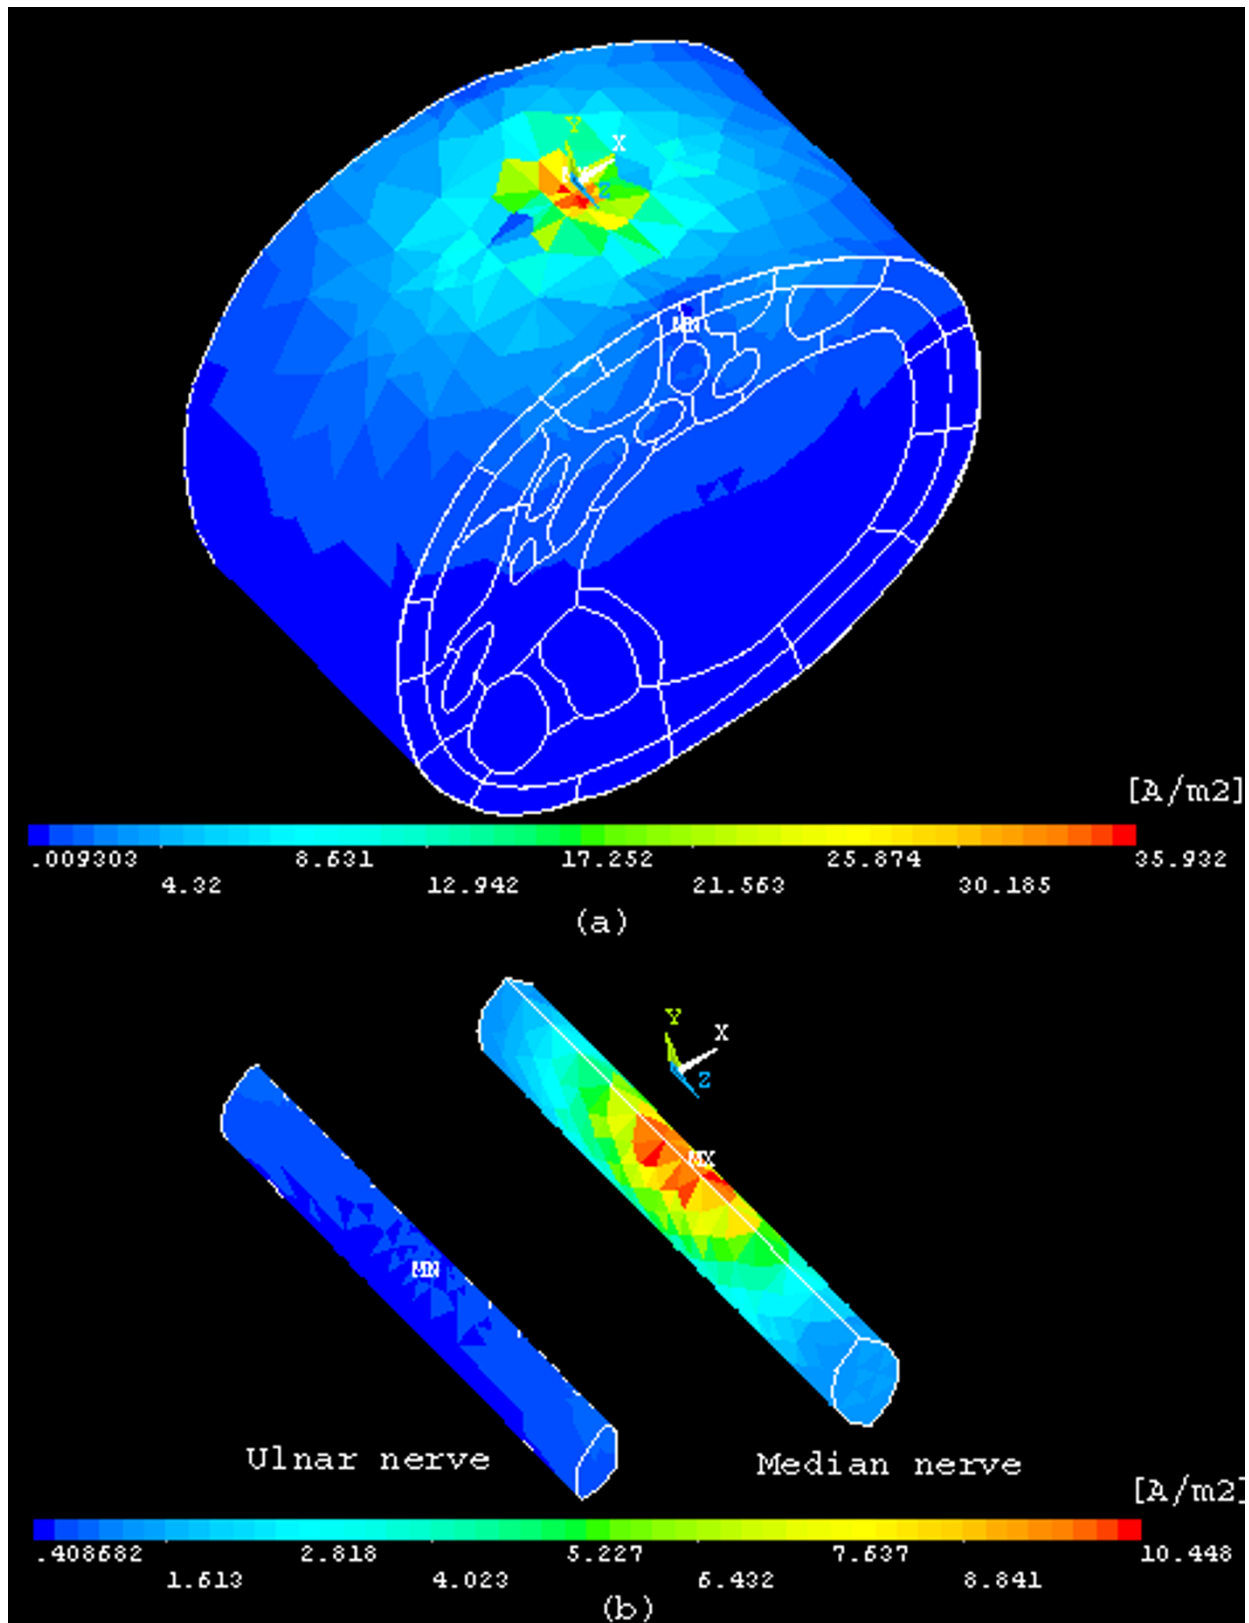 Y
X
Z
MN
[A/m2]
.009303 8.631 17.252 25.874 35.932
4.32 12.942 21.563 30.185
(a)
Y
X
Z
MX
MN
Ulnar nerve
Median nerve
[A/m2]
.408682 2.818 5.227 7.637 10.448
1.613 4.023 6.432 8.841
(b)